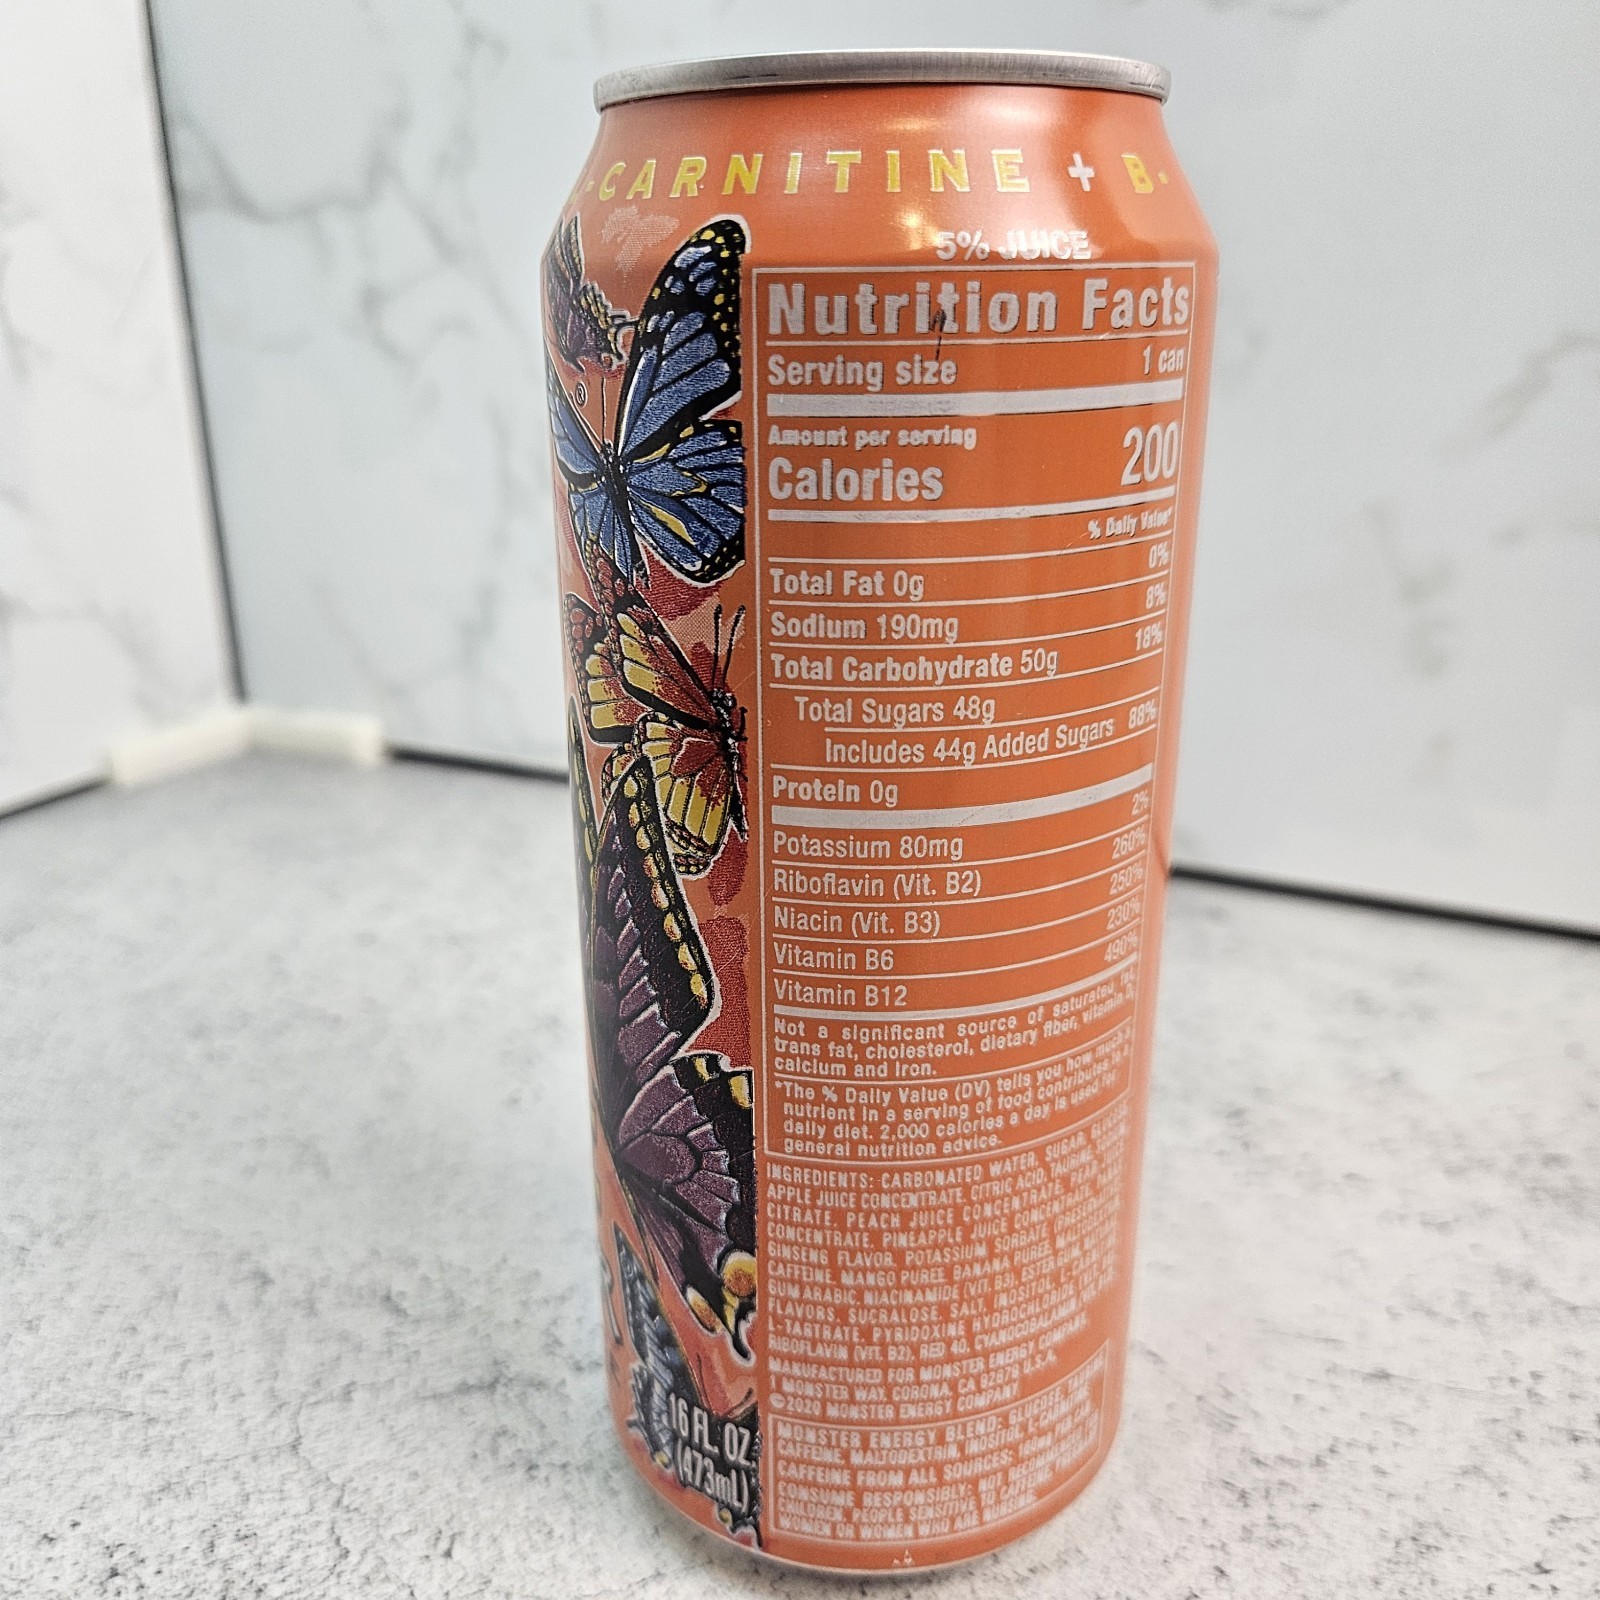 -CARNITINE + B-
5% JUICE
Nutrition Facts
Serving size 1 can
Amount per serving
Calories 200
% Daily Value*
Total Fat 0g 0%
Sodium 190mg 8%
Total Carbohydrate 50g 18%
Total Sugars 48g
Includes 44g Added Sugars 88%
Protein 0g
Potassium 80mg 2%
Riboflavin (Vit. B2) 260%
Niacin (Vit. B3) 250%
Vitamin B6 230%
Vitamin B12 490%
Not a significant source of saturated fat,
trans fat, cholesterol, dietary fiber, vitamin D,
calcium and iron.
*The % Daily Value (DV) tells you how much a
nutrient in a serving of food contributes to a
daily diet. 2,000 calories a day is used for
general nutrition advice.
INGREDIENTS: CARBONATED WATER, SUGAR, GLUCOSE,
APPLE JUICE CONCENTRATE, CITRIC ACID, TAURINE,
CITRATE, PEACH JUICE CONCENTRATE, PEAR JUICE
CONCENTRATE, PINEAPPLE JUICE CONCENTRATE,
GINSENG FLAVOR, POTASSIUM SORBATE
CAFFEINE, MANGO PUREE, BANANA PUREE,
GUM ARABIC, NIACINAMIDE (VIT. B3), ESTER GUM,
FLAVORS, SUCRALOSE, SALT, INOSITOL,
L-TARTRATE, PYRIDOXINE HYDROCHLORIDE
RIBOFLAVIN (VIT. B2), RED 40, CYANOCOBALAMIN
MANUFACTURED FOR MONSTER ENERGY COMPANY,
1 MONSTER WAY, CORONA, CA 92879 U.S.A.
©2020 MONSTER ENERGY COMPANY
MONSTER ENERGY BLEND: GLUCOSE, TAURINE,
CAFFEINE, MALTODEXTRIN, INOSITOL, L-CARNITINE
CAFFEINE FROM ALL SOURCES: 160mg PER CAN
CONSUME RESPONSIBLY: NOT RECOMMENDED
CHILDREN, PEOPLE SENSITIVE TO CAFFEINE,
WOMEN OR WOMEN WHO ARE NURSING.
®
16 FL. OZ.
(473mL)